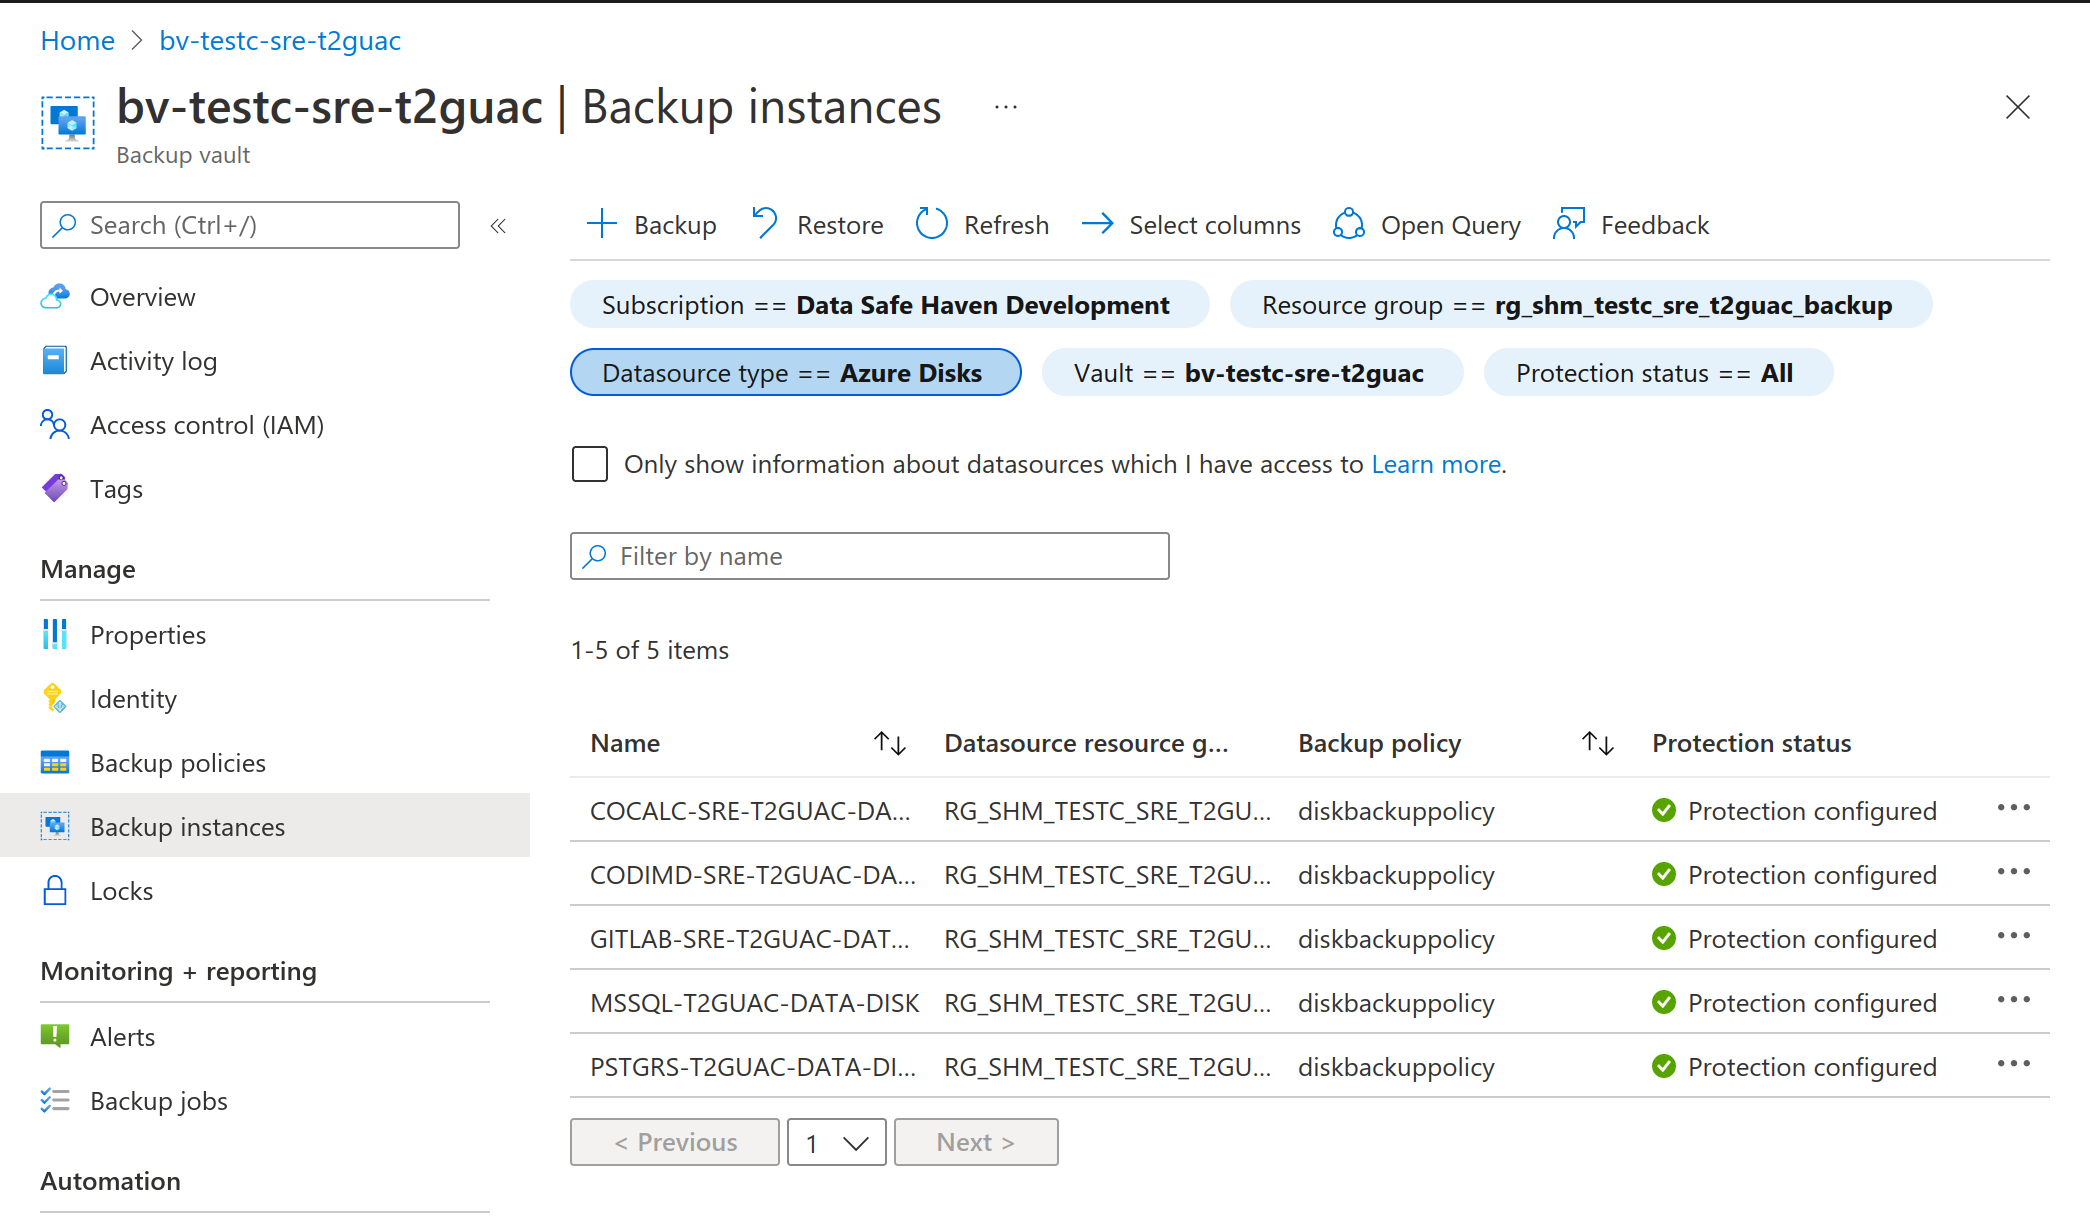 Home > bv-testc-sre-t2guac
bv-testc-sre-t2guac | Backup instances ...
Backup vault
Search (Ctrl+/)
«
Overview
Activity log
Access control (IAM)
Tags
Manage
Properties
Identity
Backup policies
Backup instances
Locks
Monitoring + reporting
Alerts
Backup jobs
Automation
Backup Restore Refresh Select columns Open Query Feedback
Subscription == Data Safe Haven Development Resource group == rg_shm_testc_sre_t2guac_backup
Datasource type == Azure Disks Vault == bv-testc-sre-t2guac Protection status == All
Only show information about datasources which I have access to Learn more.
Filter by name
1-5 of 5 items
Name Datasource resource g... Backup policy Protection status
COCALC-SRE-T2GUAC-DA... RG_SHM_TESTC_SRE_T2GU... diskbackuppolicy Protection configured ...
CODIMD-SRE-T2GUAC-DA... RG_SHM_TESTC_SRE_T2GU... diskbackuppolicy Protection configured ...
GITLAB-SRE-T2GUAC-DAT... RG_SHM_TESTC_SRE_T2GU... diskbackuppolicy Protection configured ...
MSSQL-T2GUAC-DATA-DISK RG_SHM_TESTC_SRE_T2GU... diskbackuppolicy Protection configured ...
PSTGRS-T2GUAC-DATA-DI... RG_SHM_TESTC_SRE_T2GU... diskbackuppolicy Protection configured ...
< Previous 1 Next >